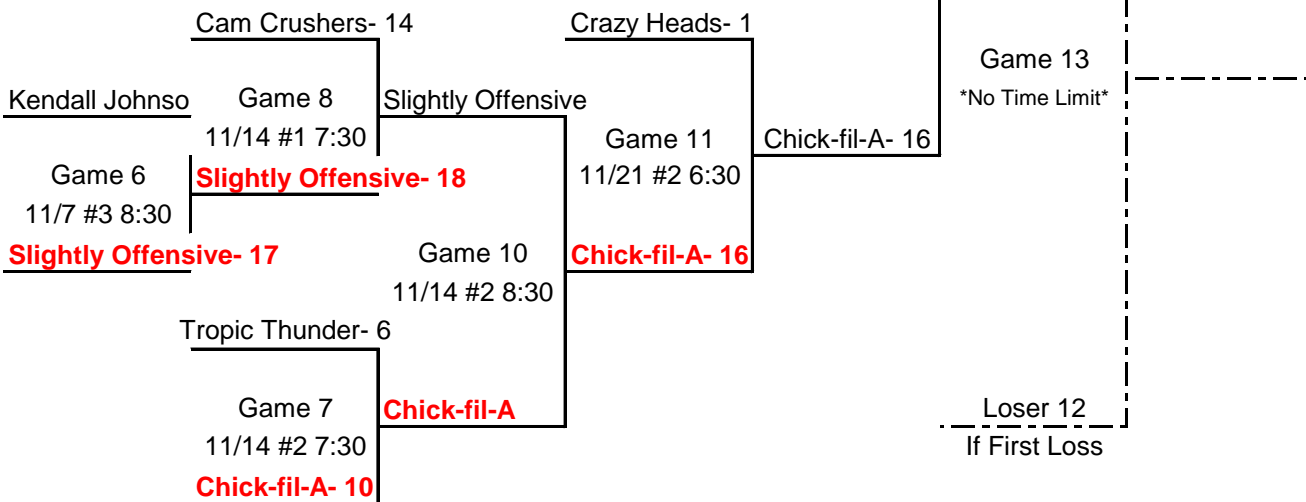 Cam Crushers- 14
Crazy Heads- 1
Game 13
*No Time Limit*
Kendall Johnso
Game 8
11/14 #1 7:30
Slightly Offensive
Game 11
11/21 #2 6:30
Chick-fil-A- 16
Game 6
11/7 #3 8:30
Slightly Offensive- 18
Slightly Offensive- 17
Game 10
11/14 #2 8:30
Chick-fil-A- 16
Tropic Thunder- 6
Game 7
11/14 #2 7:30
Chick-fil-A
Loser 12
If First Loss
Chick-fil-A- 10